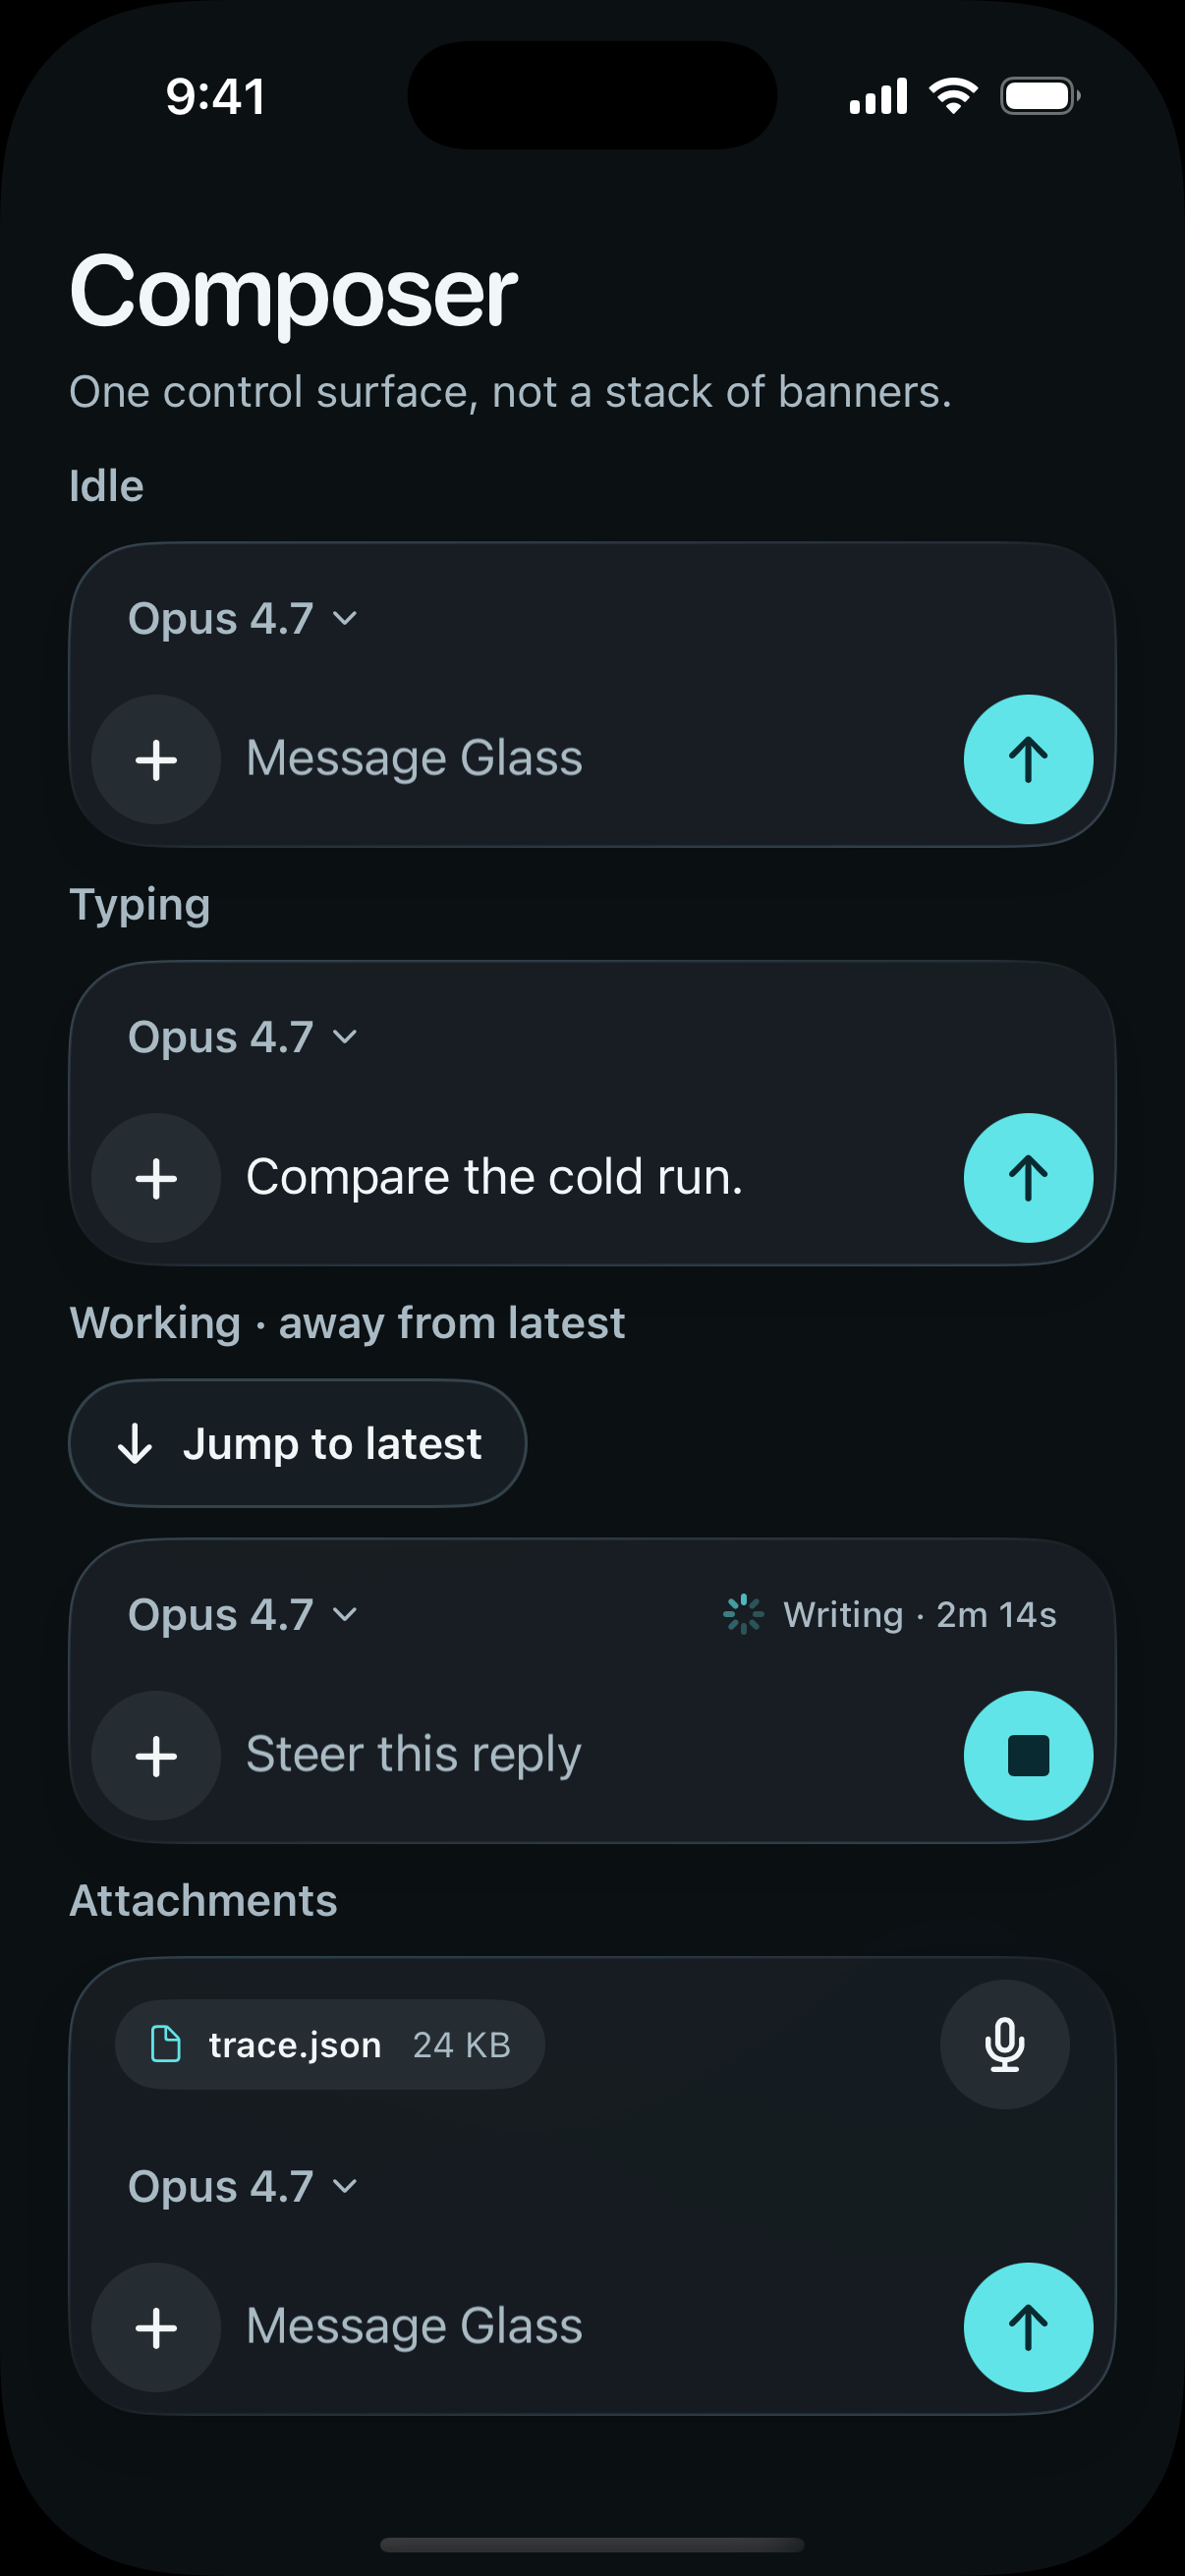 9:41
Composer
One control surface, not a stack of banners.
Idle
Opus 4.7
Message Glass
Typing
Opus 4.7
Compare the cold run.
Working · away from latest
Jump to latest
Opus 4.7 Writing · 2m 14s
Steer this reply
Attachments
trace.json 24 KB
Opus 4.7
Message Glass